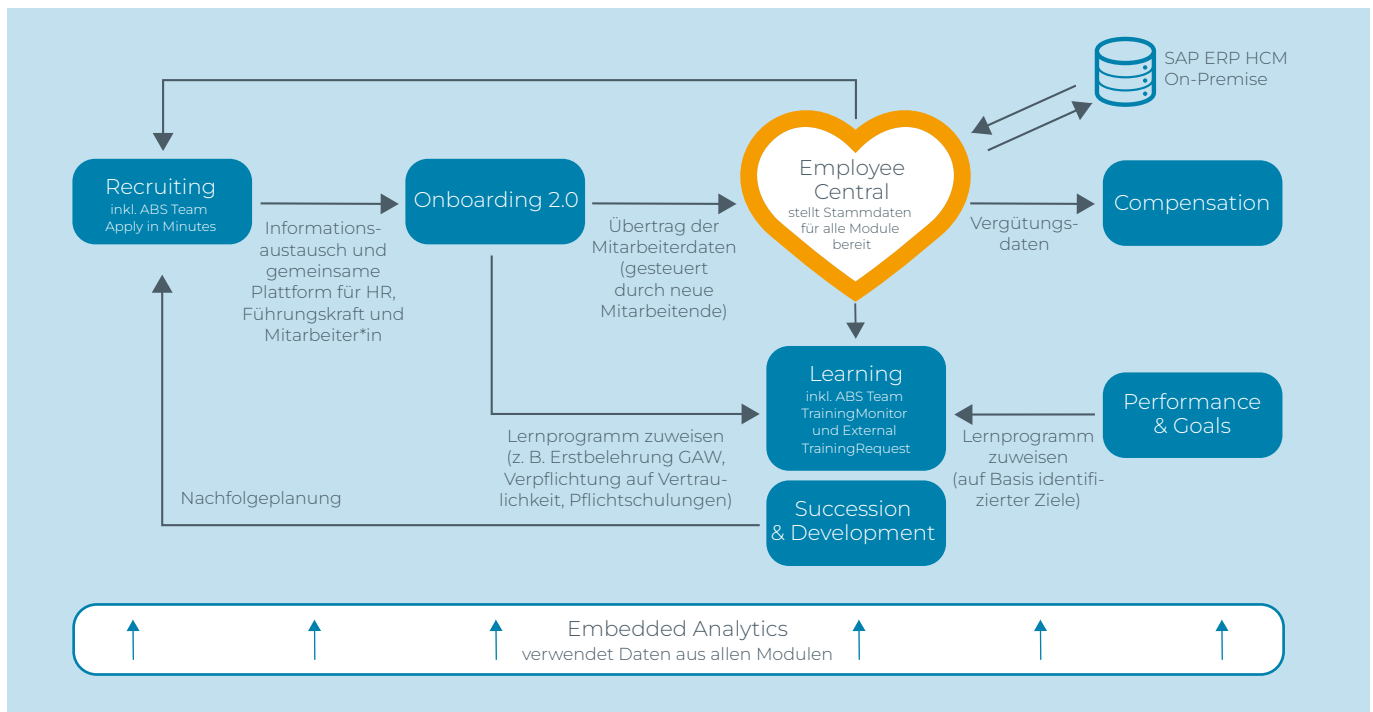 SAP ERP HCM
On-Premise
Recruiting
inkl. ABS Team
Apply in Minutes
Informations-
austausch und
gemeinsame
Plattform für HR,
Führungskraft und
Mitarbeiter*in
Onboarding 2.0
Übertrag der
Mitarbeiterdaten
(gesteuert
durch neue
Mitarbeitende)
Employee
Central
stellt Stammdaten
für alle Module
bereit
Vergütungs-
daten
Compensation
Learning
inkl. ABS Team
TrainingMonitor
und External
TrainingRequest
Performance
& Goals
Lernprogramm zuweisen
(z. B. Erstbelehrung GAW,
Verpflichtung auf Vertrau-
lichkeit, Pflichtschulungen)
Lernprogramm
zuweisen
(auf Basis identifi-
zierter Ziele)
Nachfolgeplanung
Succession
& Development
Embedded Analytics
verwendet Daten aus allen Modulen